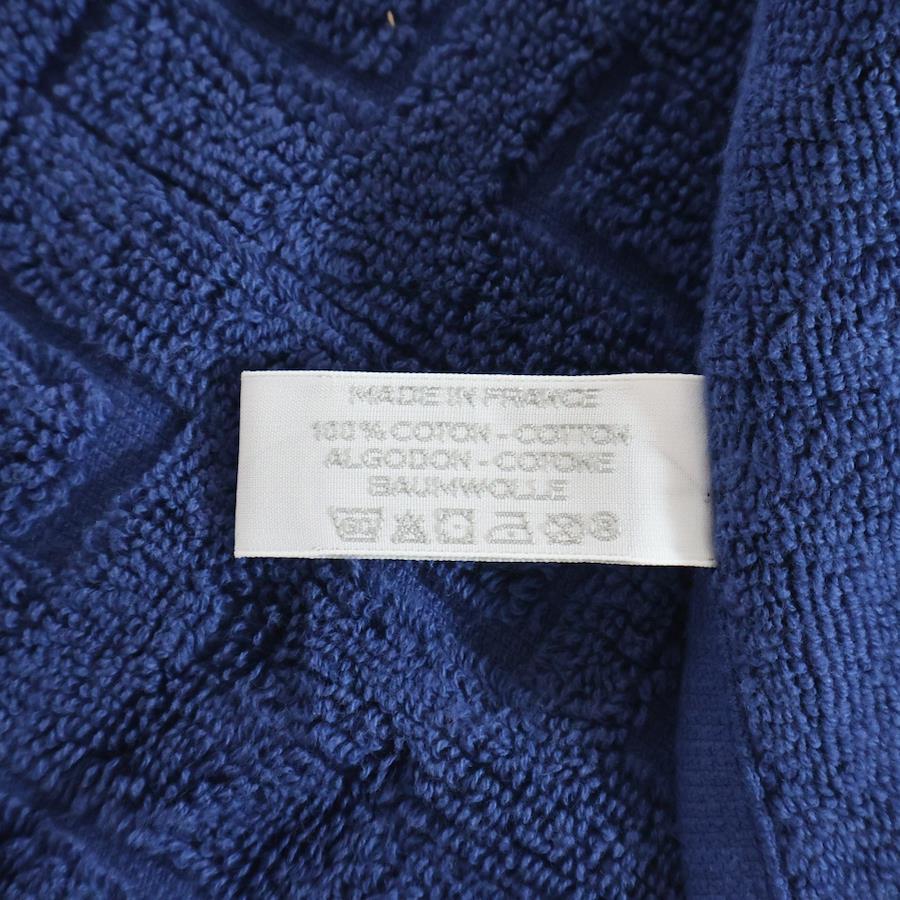 MADE IN FRANCE
100% COTON - COTTON
ALGODON - COTONE
BAUMWOLLE